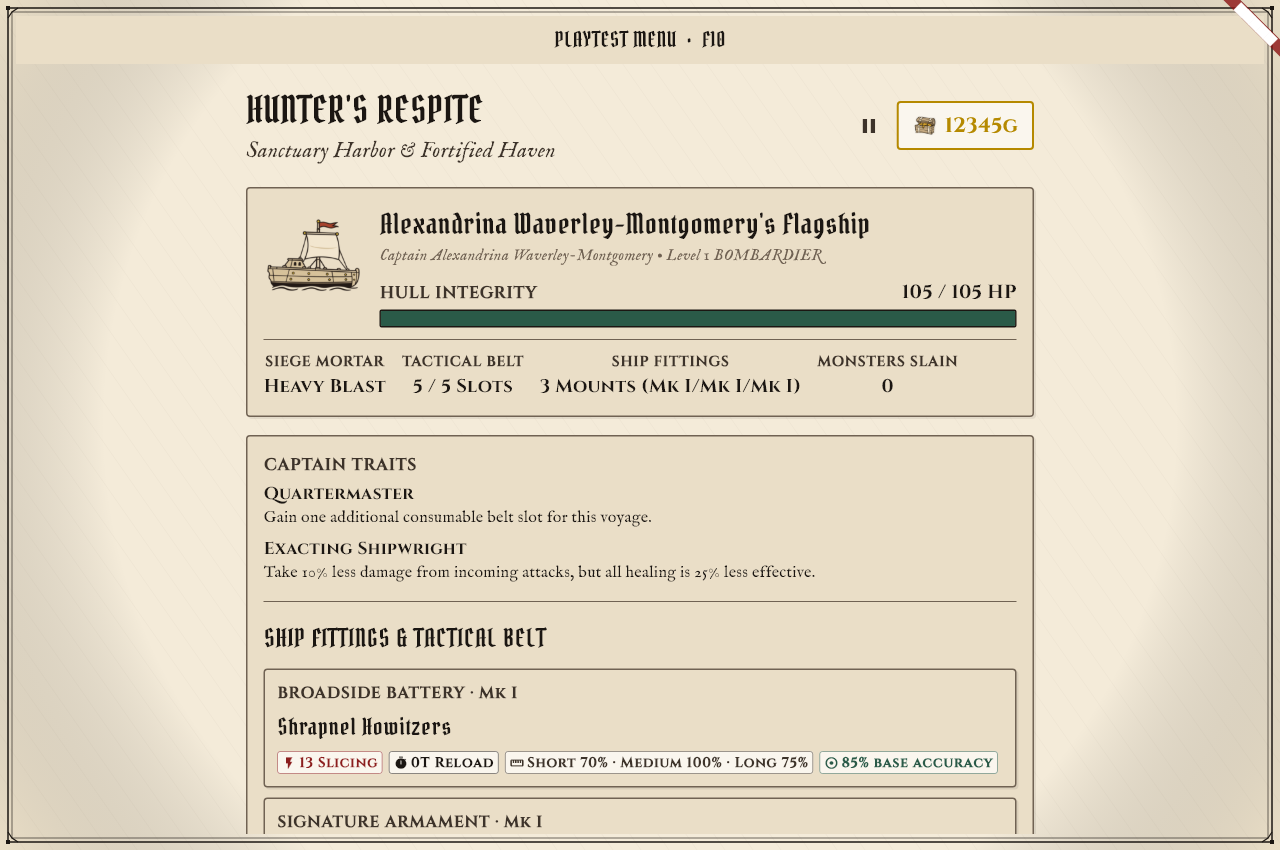 PLAYTEST MENU · F10
HUNTER'S RESPITE
Sanctuary Harbor & Fortified Haven
12345G
Alexandrina Waverley-Montgomery's Flagship
Captain Alexandrina Waverley-Montgomery • Level 1 BOMBARDIER
HULL INTEGRITY 105 / 105 HP
SIEGE MORTAR TACTICAL BELT SHIP FITTINGS MONSTERS SLAIN
Heavy Blast 5 / 5 Slots 3 Mounts (Mk I/Mk I/Mk I) 0
CAPTAIN TRAITS
Quartermaster
Gain one additional consumable belt slot for this voyage.
Exacting Shipwright
Take 10% less damage from incoming attacks, but all healing is 25% less effective.
SHIP FITTINGS & TACTICAL BELT
BROADSIDE BATTERY · Mk I
Shrapnel Howitzers
13 Slicing 0T Reload Short 70% · Medium 100% · Long 75% 85% base accuracy
SIGNATURE ARMAMENT · Mk I